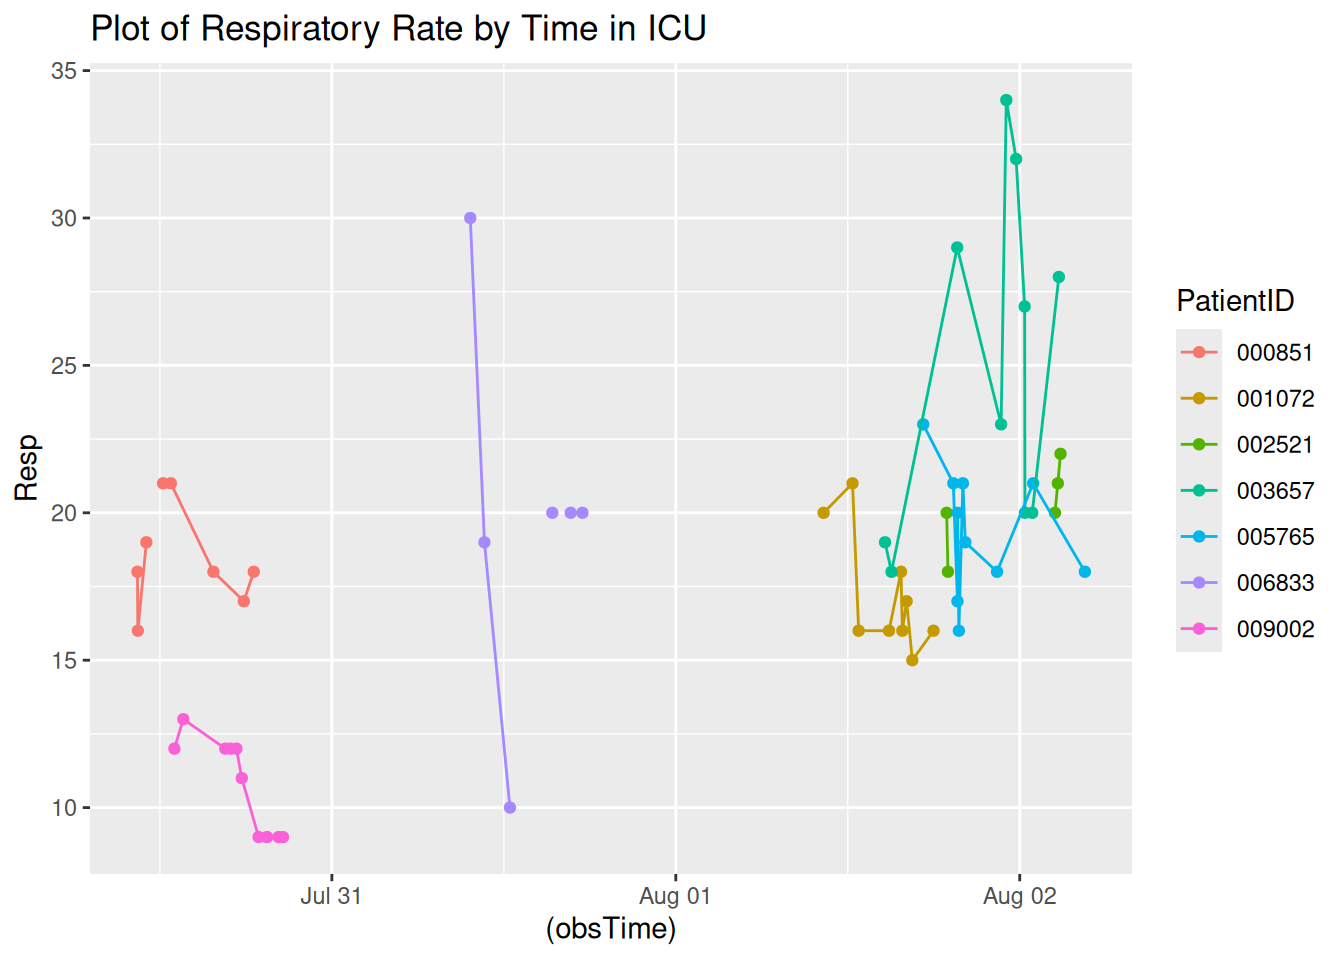 Plot of Respiratory Rate by Time in ICU
35
30
25
20
15
10
Resp
Jul 31
Aug 01
Aug 02
(obsTime)
PatientID
000851
001072
002521
003657
005765
006833
009002